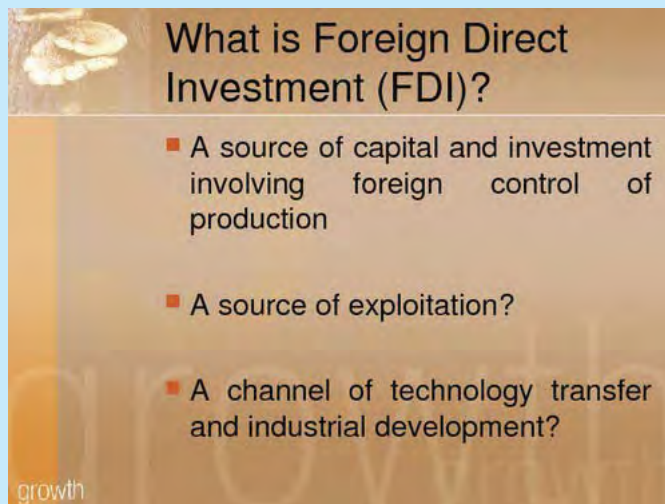 What is Foreign Direct
Investment (FDI)?
A source of capital and investment
involving foreign control of
production
A source of exploitation?
A channel of technology transfer
and industrial development?
growth
growth